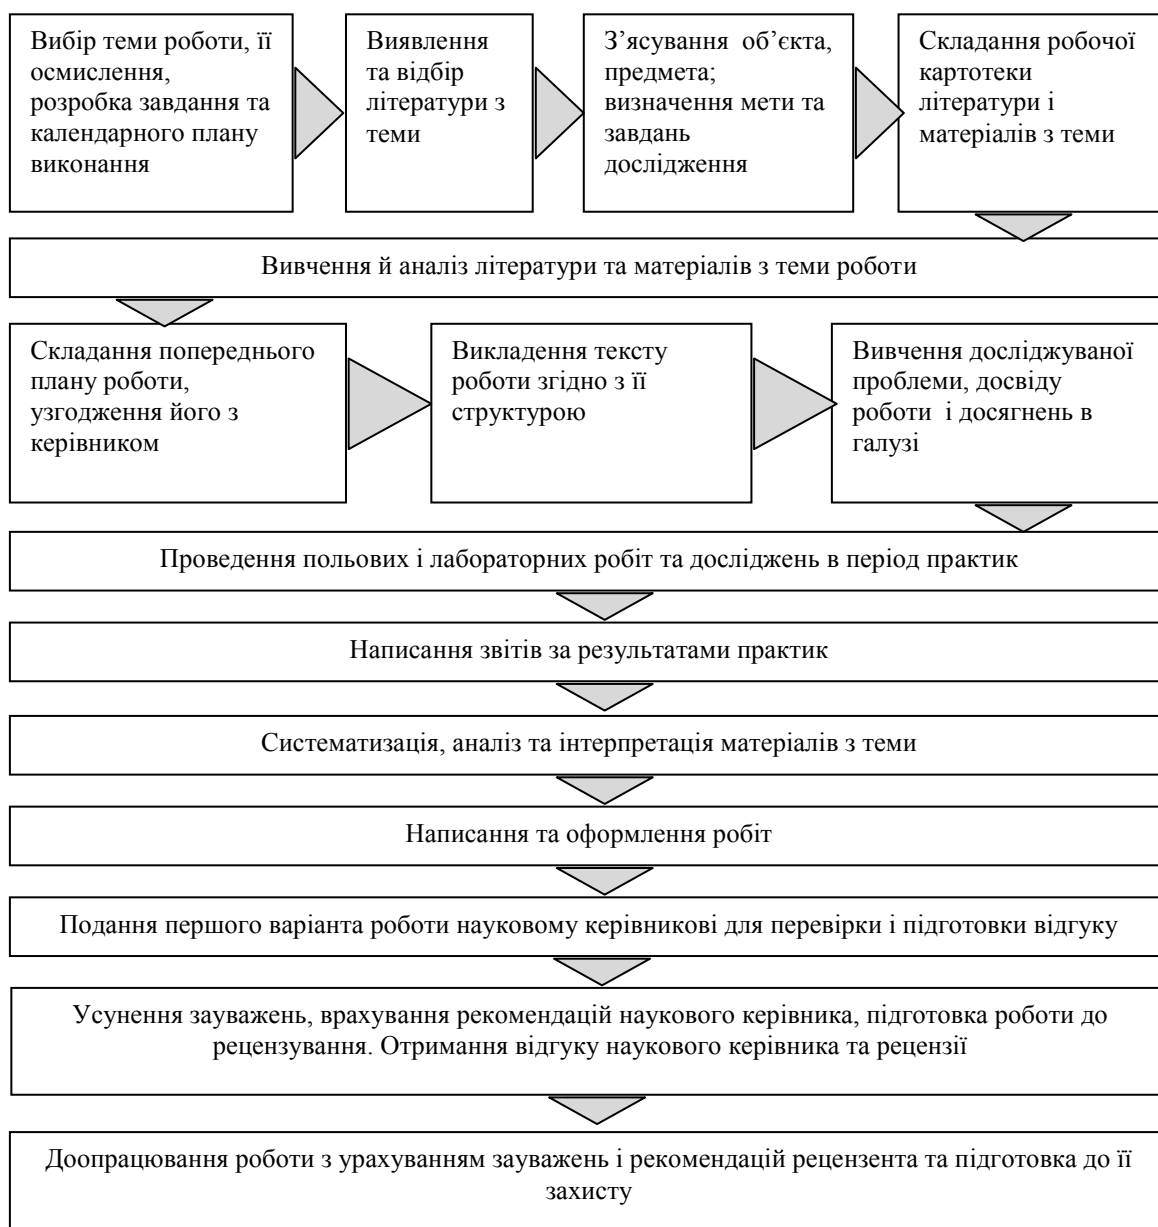 Вибір теми роботи, її
осмислення,
розробка завдання та
календарного плану
виконання
Виявлення
та відбір
літератури з
теми
З’ясування об’єкта,
предмета;
визначення мети та
завдань
дослідження
Складання робочої
картотеки
літератури і
матеріалів з теми
Вивчення й аналіз літератури та матеріалів з теми роботи
Складання попереднього
плану роботи,
узгодження його з
керівником
Викладення тексту
роботи згідно з її
структурою
Вивчення досліджуваної
проблеми, досвіду
роботи і досягнень в
галузі
Проведення польових і лабораторних робіт та досліджень в період практик
Написання звітів за результатами практик
Систематизація, аналіз та інтерпретація матеріалів з теми
Написання та оформлення робіт
Подання першого варіанта роботи науковому керівникові для перевірки і підготовки відгуку
Усунення зауважень, врахування рекомендацій наукового керівника, підготовка роботи до
рецензування. Отримання відгуку наукового керівника та рецензії
Доопрацювання роботи з урахуванням зауважень і рекомендацій рецензента та підготовка до її
захисту